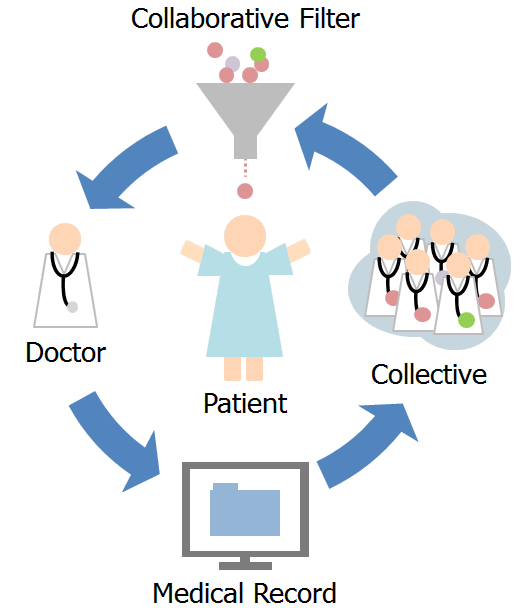 Collaborative Filter
Doctor
Patient
Collective
Medical Record